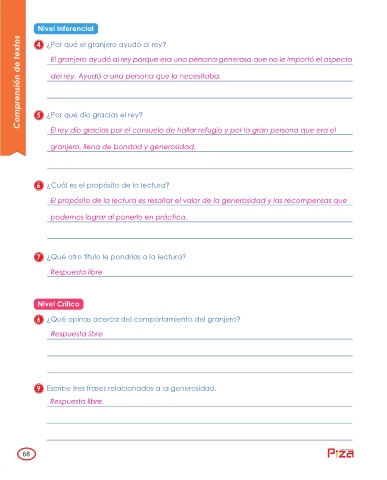 Comprensión de textos
Nivel Inferencial
4 ¿Por qué el granjero ayudó al rey?
El granjero ayudó al rey porque era una persona generosa que no le importó el aspecto
del rey. Ayudó a una persona que lo necesitaba.
5 ¿Por qué dio gracias el rey?
El rey dio gracias por el consuelo de hallar refugio y por la gran persona que era el
granjero, llena de bondad y generosidad.
6 ¿Cuál es el propósito de la lectura?
El propósito de la lectura es resaltar el valor de la generosidad y las recompensas que
podemos lograr al ponerlo en práctica.
7 ¿Qué otro título le pondrías a la lectura?
Respuesta libre
Nivel Crítico
6 ¿Qué opinas acerca del comportamiento del granjero?
Respuesta libre
9 Escribe tres frases relacionadas a la generosidad.
Respuesta libre.
68
Piza